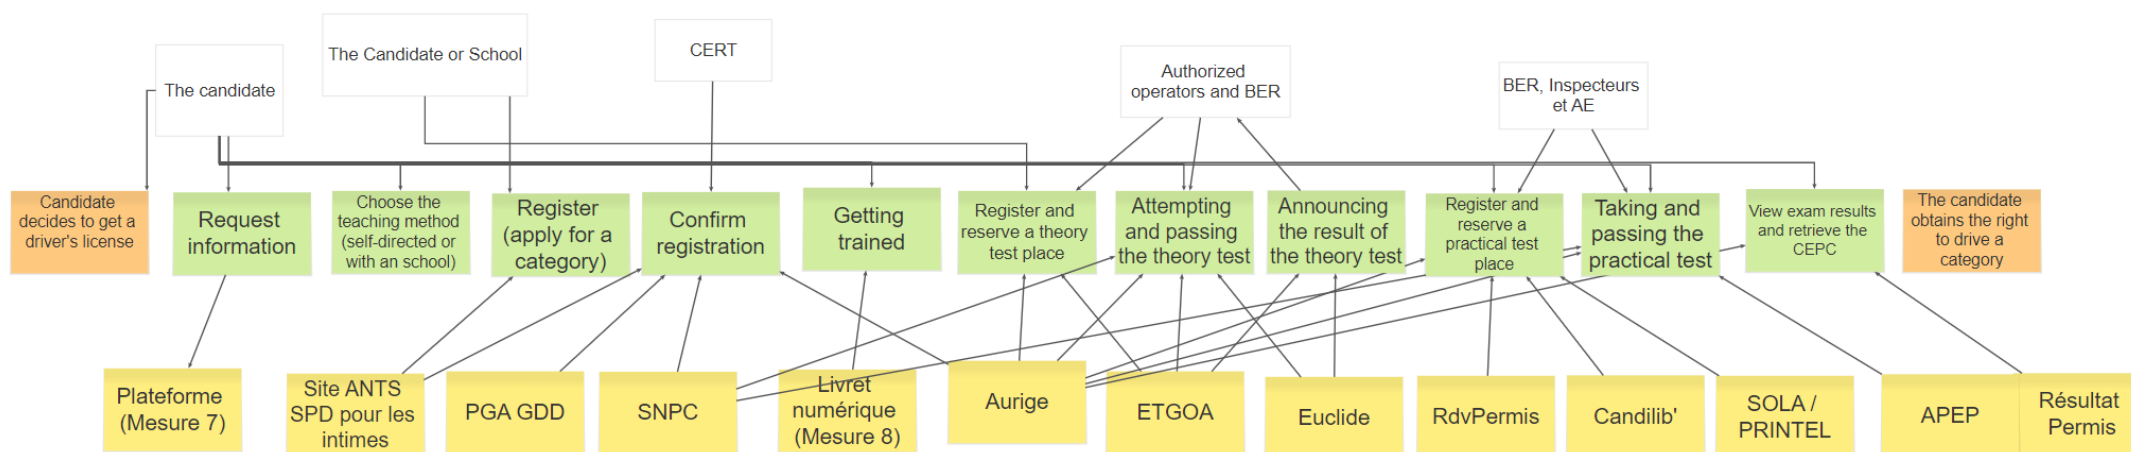 The candidate
The Candidate or School
CERT
Authorized
operators and BER
BER, Inspecteurs
et AE
Candidate
decides to get a
driver's license
Request
information
Choose the
teaching method
(self-directed or
with an school)
Register
(apply for a
category)
Confirm
registration
Getting
trained
Register and
reserve a theory
test place
Attempting
and passing
the theory test
Announcing
the result of
the theory test
Register and
reserve a
practical test
place
Taking and
passing the
practical test
View exam results
and retrieve the
CEPC
The candidate
obtains the right
to drive a
category
Plateforme
(Mesure 7)
Site ANTS
SPD pour les
intimes
PGA GDD
SNPC
Livret
numérique
(Mesure 8)
Aurige
ETGOA
Euclide
RdvPermis
Candilib'
SOLA /
PRINTEL
APEP
Résultat
Permis